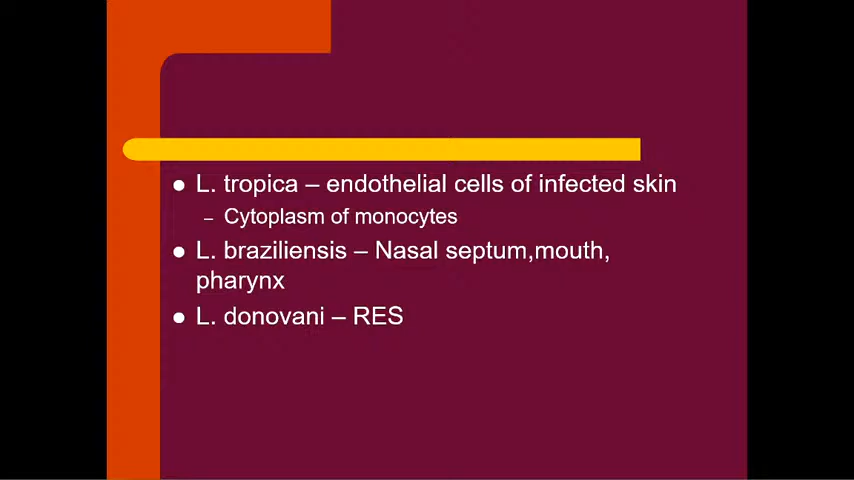 ● L. tropica – endothelial cells of infected skin
– Cytoplasm of monocytes
● L. braziliensis – Nasal septum,mouth,
pharynx
● L. donovani – RES